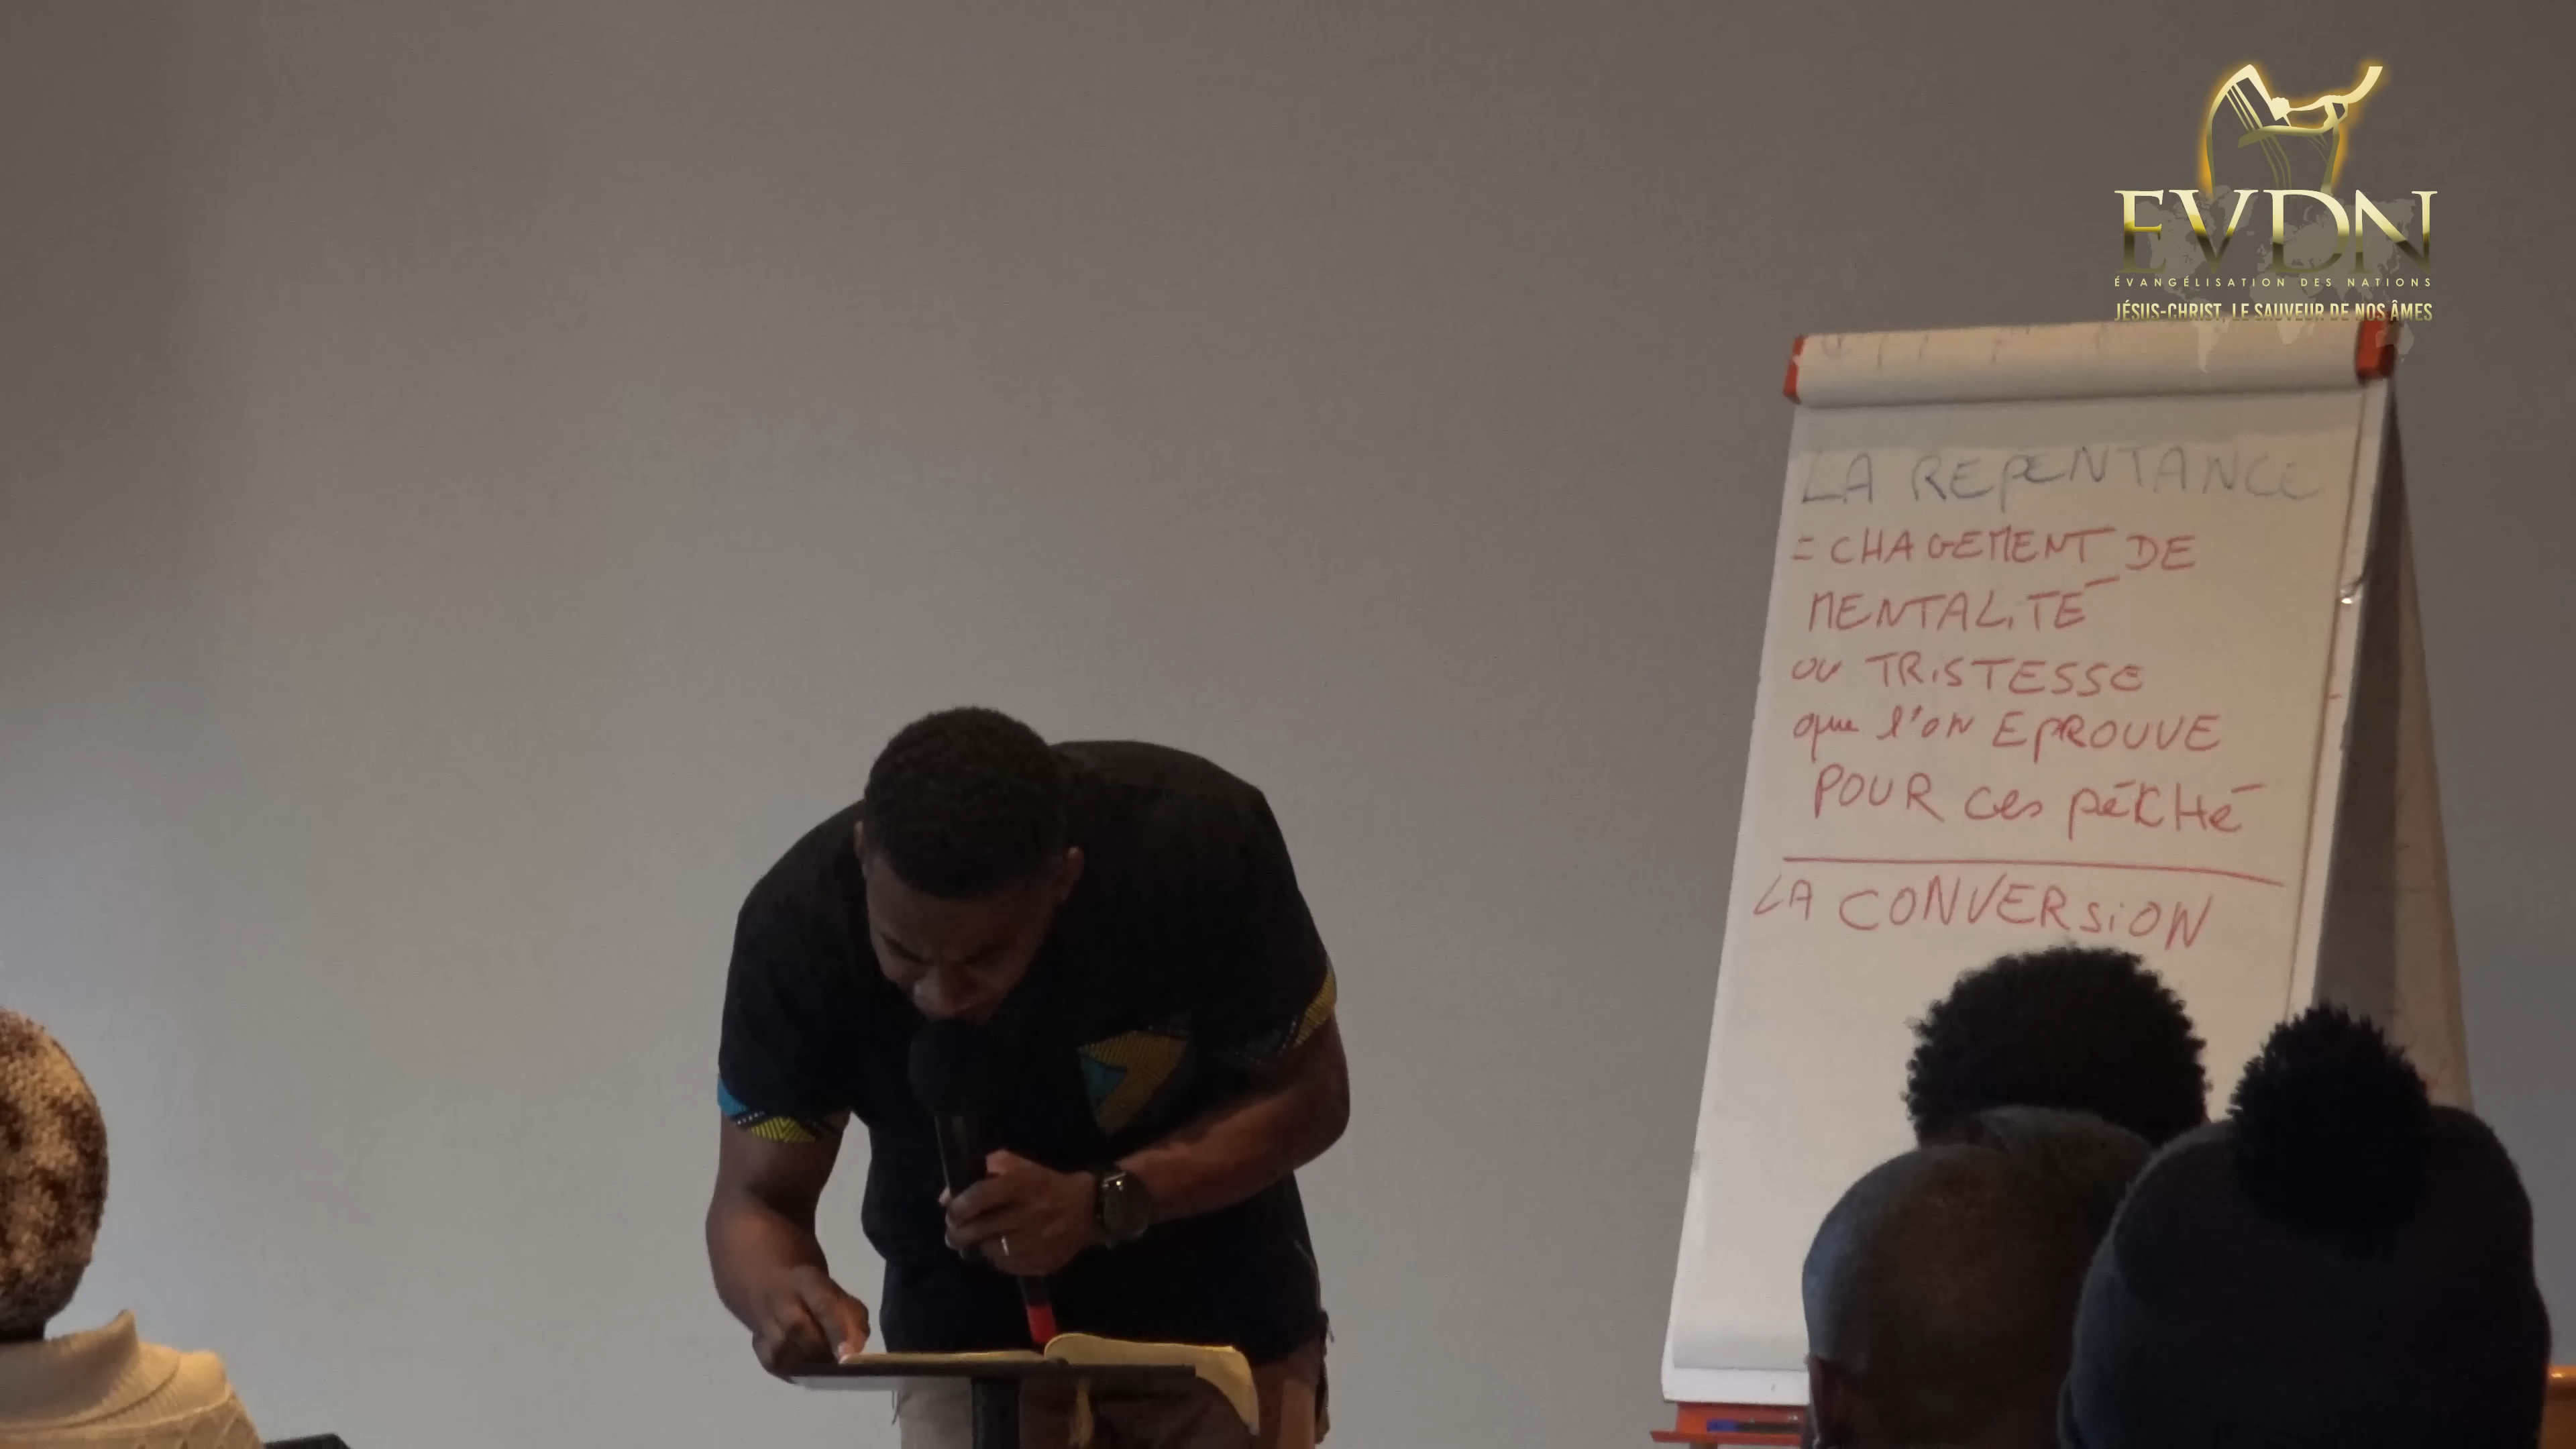 EVDN
ÉVANGÉLISATION DES NATIONS
JÉSUS-CHRIST, LE SAUVEUR DE NOS ÂMES
LA REPENTANCE
= CHAGEMENT DE
MENTALITÉ
OU TRISTESSE
que l'on EPROUVE
POUR ces péKHé
LA CONVERSION